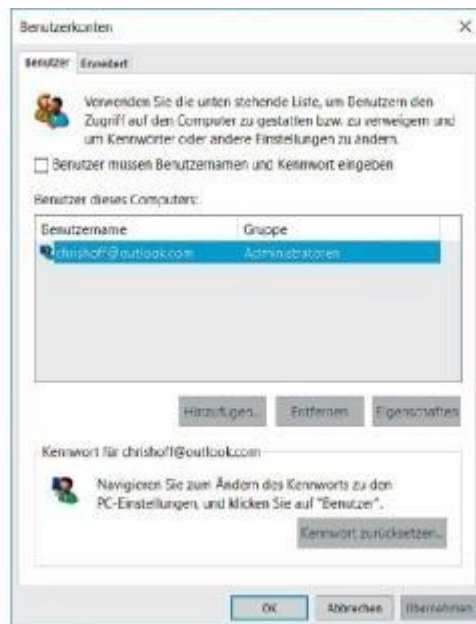 Benutzerkonten
Benutzer Erweitert
Verwenden Sie die unten stehende Liste, um Benutzern den
Zugriff auf den Computer zu gestatten bzw. zu verweigern und
um Kennwörter oder andere Einstellungen zu ändern.
Benutzer müssen Benutzernamen und Kennwort eingeben
Benutzer dieses Computers:
Benutzername Gruppe
chrishoff@outlook.com Administratoren
Hinzufügen... Entfernen Eigenschaften
Kennwort für chrishoff@outlook.com
Navigieren Sie zum Ändern des Kennworts zu den
PC-Einstellungen, und klicken Sie auf "Benutzer".
Kennwort zurücksetzen...
OK Abbrechen Übernehmen